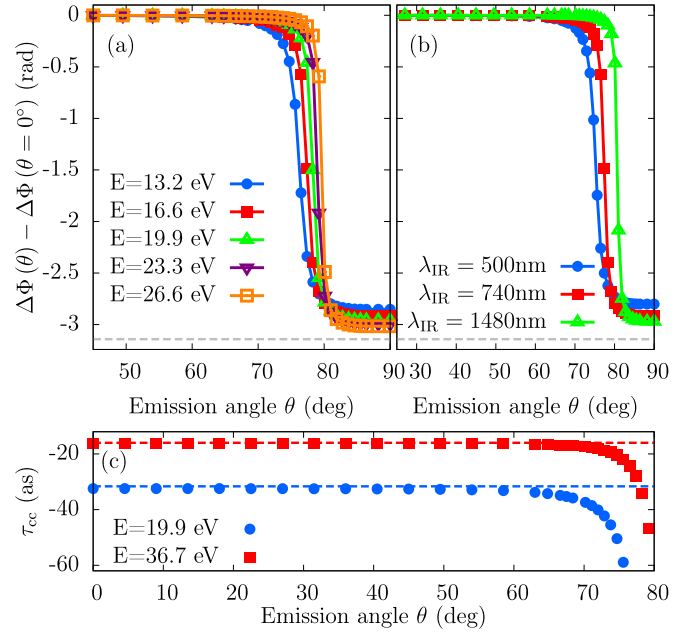 0
-0.5
-1
-1.5
-2
-2.5
-3
ΔΦ (θ) − ΔΦ (θ = 0°) (rad)
(a)
E=13.2 eV
E=16.6 eV
E=19.9 eV
E=23.3 eV
E=26.6 eV
50 60 70 80 90
Emission angle θ (deg)
(b)
λIR = 500nm
λIR = 740nm
λIR = 1480nm
20 30 40 50 60 70 80 90
Emission angle θ (deg)
(c)
-20
-40
-60
τcc (as)
E=19.9 eV
E=36.7 eV
0 10 20 30 40 50 60 70 80
Emission angle θ (deg)